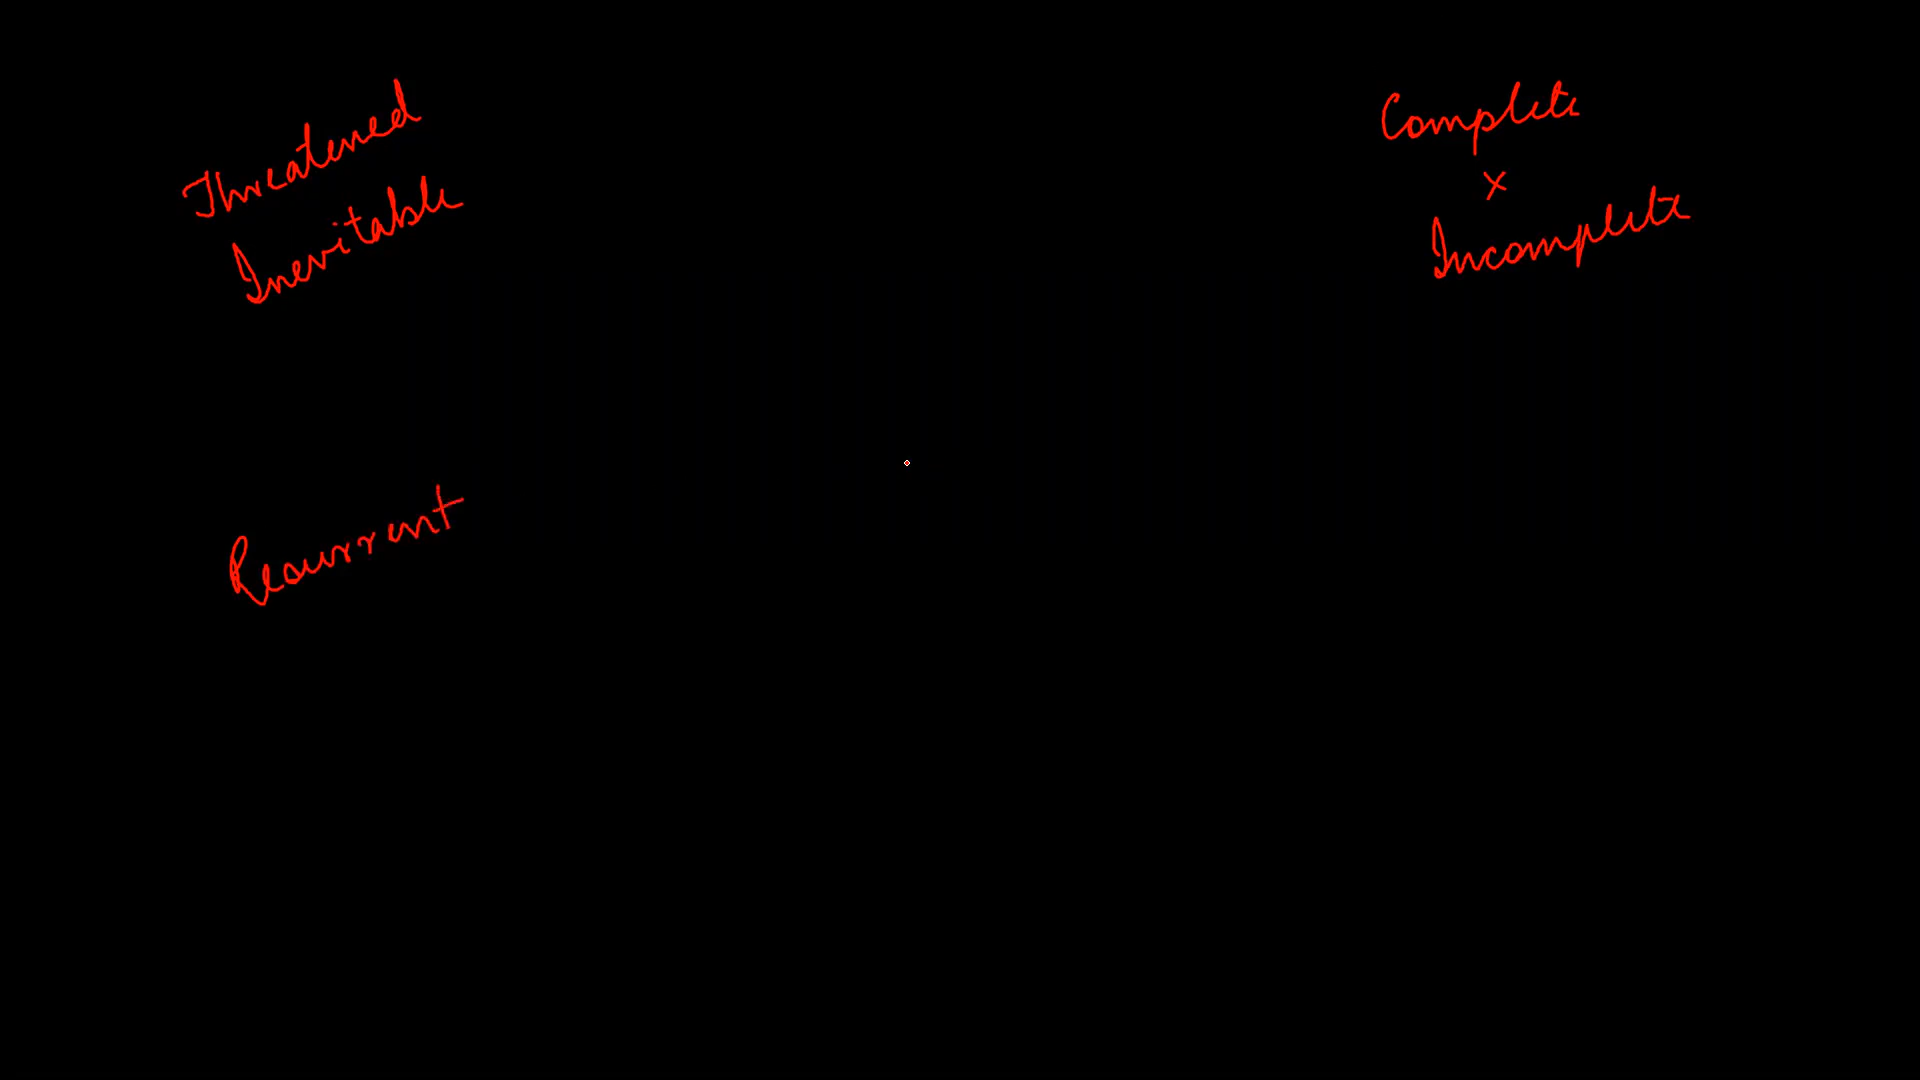 Threatened
Inevitable
Recurrent
Complete
x
Incomplete